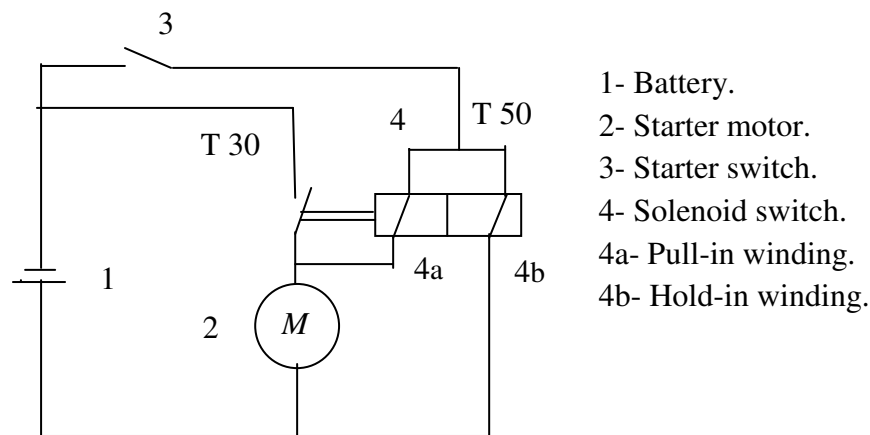 3
4
T 50
T 30
1
4a
4b
2
M
1- Battery.
2- Starter motor.
3- Starter switch.
4- Solenoid switch.
4a- Pull-in winding.
4b- Hold-in winding.